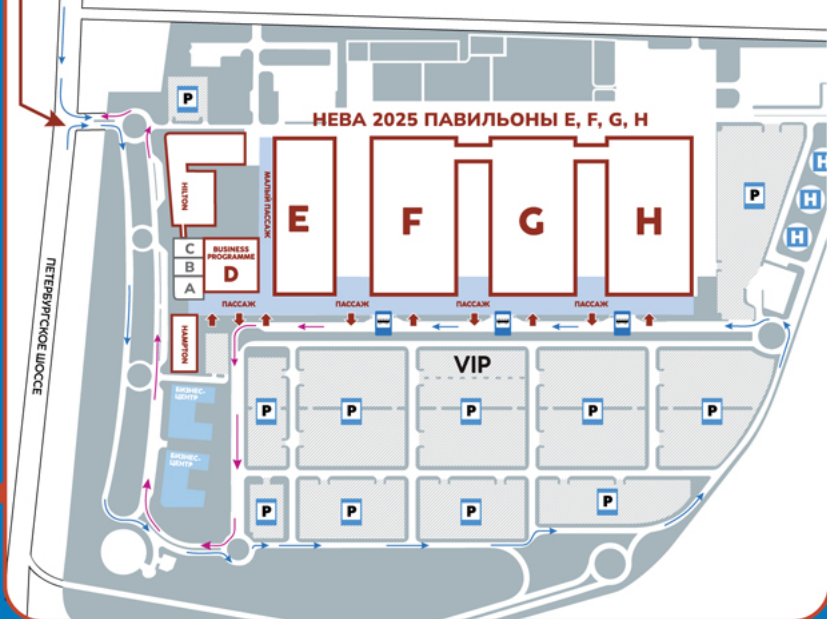 P
НЕВА 2025 ПАВИЛЬОНЫ E, F, G, H
H
P
H
H
HILTON
МАЛЫЙ ПАССАЖ
E
F
G
H
C
B
A
BUSINESS
PROGRAMME
D
ПАССАЖ
ПАССАЖ
ПАССАЖ
ПАССАЖ
ПЕТЕРБУРГСКОЕ ШОССЕ
HAMPTON
VIP
БИЗНЕС-
ЦЕНТР
P
P
P
P
P
БИЗНЕС-
ЦЕНТР
P
P
P
P